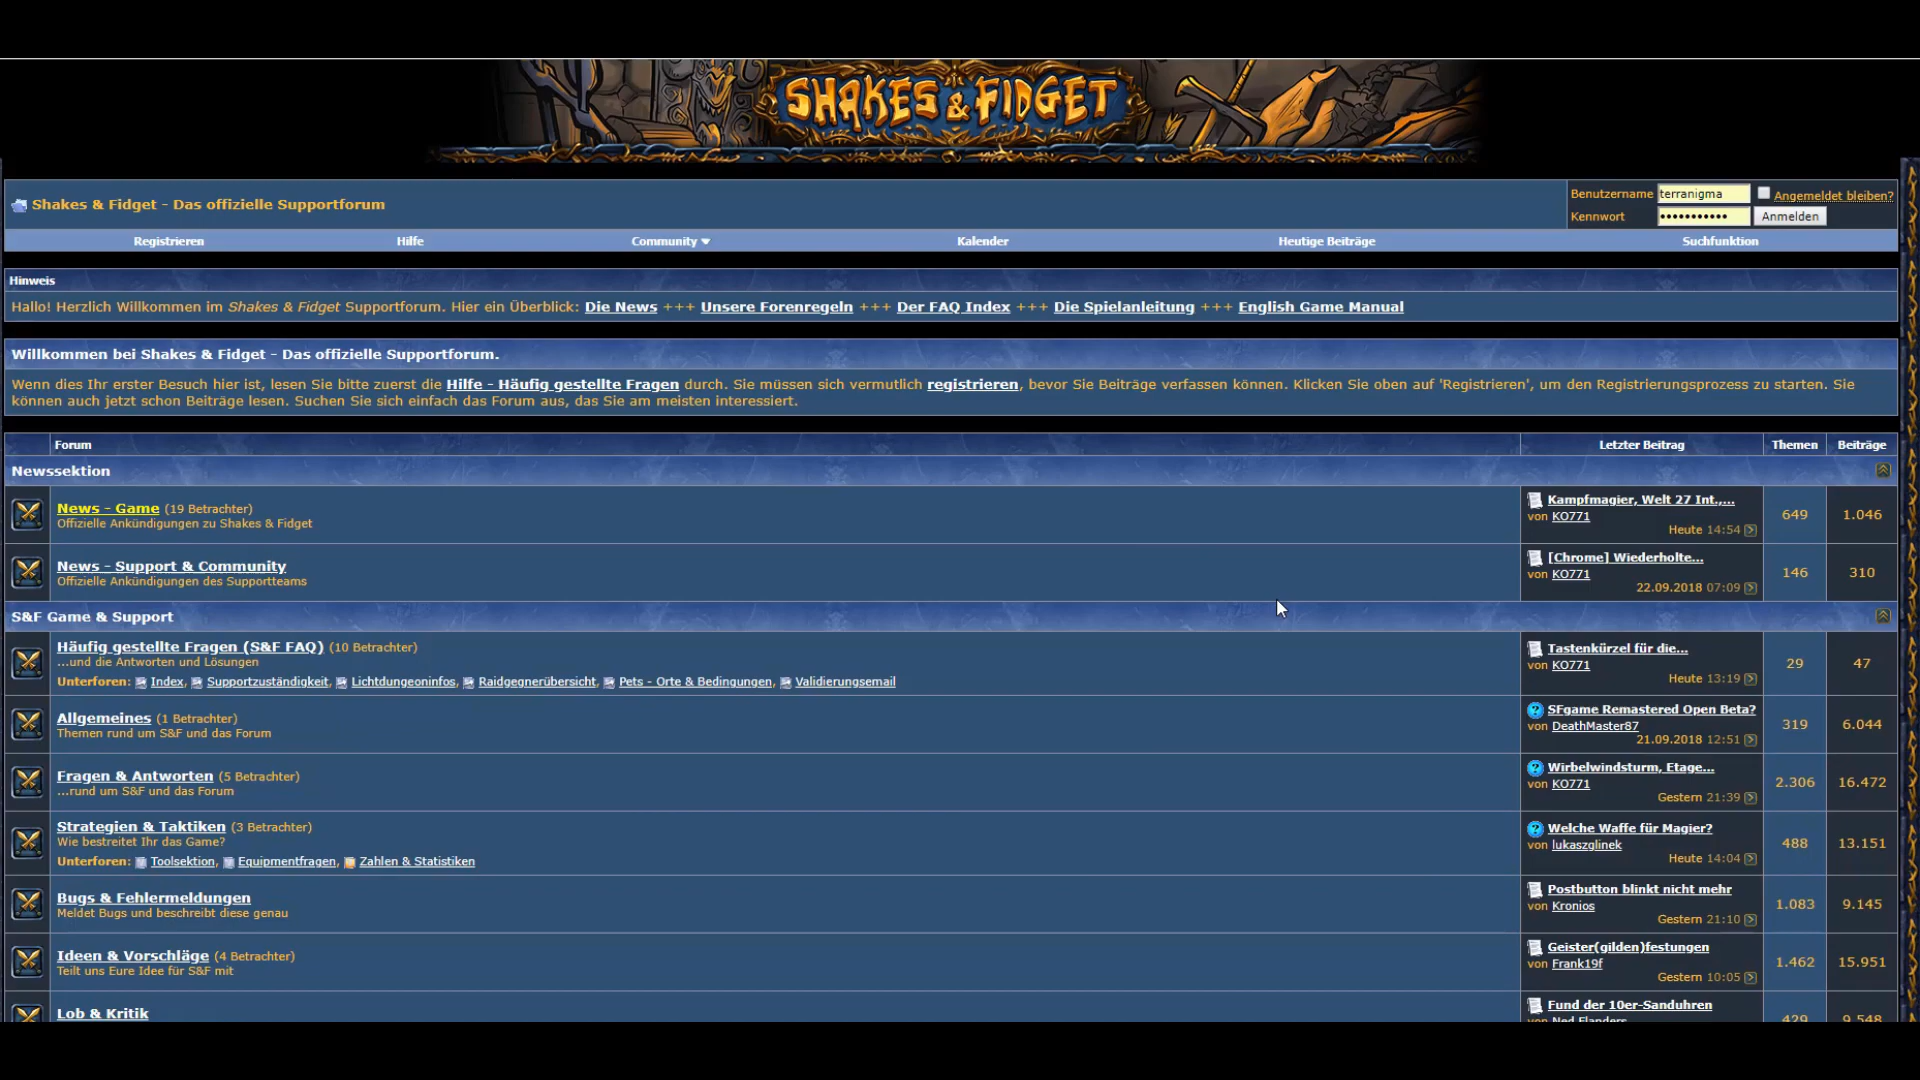 SHAKES & FIDGET
Shakes & Fidget - Das offizielle Supportforum
Benutzername terranigma Angemeldet bleiben?
Kennwort ••••••••••• Anmelden
Registrieren Hilfe Community Kalender Heutige Beiträge Suchfunktion
Hinweis
Hallo! Herzlich Willkommen im Shakes & Fidget Supportforum. Hier ein Überblick: Die News +++ Unsere Forenregeln +++ Der FAQ Index +++ Die Spielanleitung +++ English Game Manual
Willkommen bei Shakes & Fidget - Das offizielle Supportforum.
Wenn dies Ihr erster Besuch hier ist, lesen Sie bitte zuerst die Hilfe - Häufig gestellte Fragen durch. Sie müssen sich vermutlich registrieren, bevor Sie Beiträge verfassen können. Klicken Sie oben auf 'Registrieren', um den Registrierungsprozess zu starten. Sie
können auch jetzt schon Beiträge lesen. Suchen Sie sich einfach das Forum aus, das Sie am meisten interessiert.
Forum Letzter Beitrag Themen Beiträge
Newssektion
News - Game (19 Betrachter)
Offizielle Ankündigungen zu Shakes & Fidget
Kampfmagier, Welt 27 Int.,...
von KO771
Heute 14:54
649 1.046
News - Support & Community
Offizielle Ankündigungen des Supportteams
[Chrome] Wiederholte...
von KO771
22.09.2018 07:09
146 310
S&F Game & Support
Häufig gestellte Fragen (S&F FAQ) (10 Betrachter)
...und die Antworten und Lösungen
Unterforen: Index, Supportzuständigkeit, Lichtdungeoninfos, Raidgegnerübersicht, Pets - Orte & Bedingungen, Validierungsemail
Tastenkürzel für die...
von KO771
Heute 13:19
29 47
Allgemeines (1 Betrachter)
Themen rund um S&F und das Forum
SFgame Remastered Open Beta?
von DeathMaster87
21.09.2018 12:51
319 6.044
Fragen & Antworten (5 Betrachter)
...rund um S&F und das Forum
Wirbelwindsturm, Etage...
von KO771
Gestern 21:39
2.306 16.472
Strategien & Taktiken (3 Betrachter)
Wie bestreitet Ihr das Game?
Unterforen: Toolsektion, Equipmentfragen, Zahlen & Statistiken
Welche Waffe für Magier?
von lukaszglinek
Heute 14:04
488 13.151
Bugs & Fehlermeldungen
Meldet Bugs und beschreibt diese genau
Postbutton blinkt nicht mehr
von Kronios
Gestern 21:10
1.083 9.145
Ideen & Vorschläge (4 Betrachter)
Teilt uns Eure Idee für S&F mit
Geister(gilden)festungen
von Frank19f
Gestern 10:05
1.462 15.951
Lob & Kritik
Fund der 10er-Sanduhren
von Ned Flanders
429 9.548